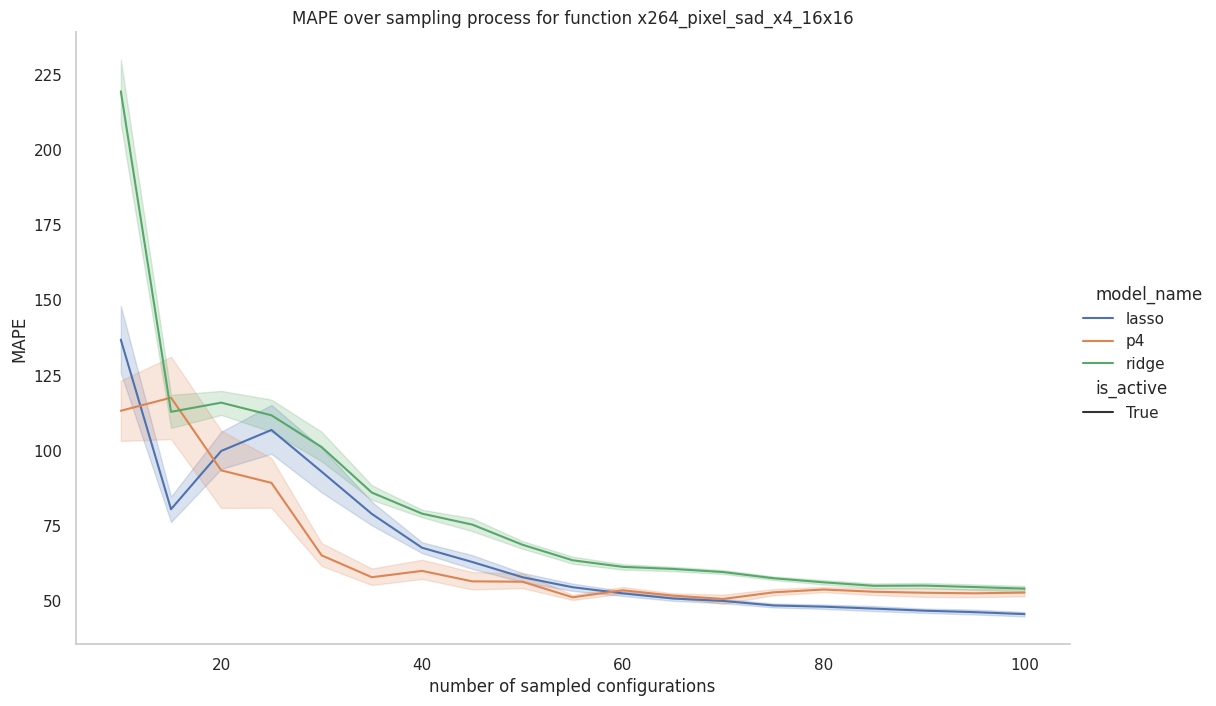 MAPE over sampling process for function x264_pixel_sad_x4_16x16
225
200
175
150
125
100
75
50
MAPE
20
40
60
80
100
number of sampled configurations
model_name
lasso
p4
ridge
is_active
True